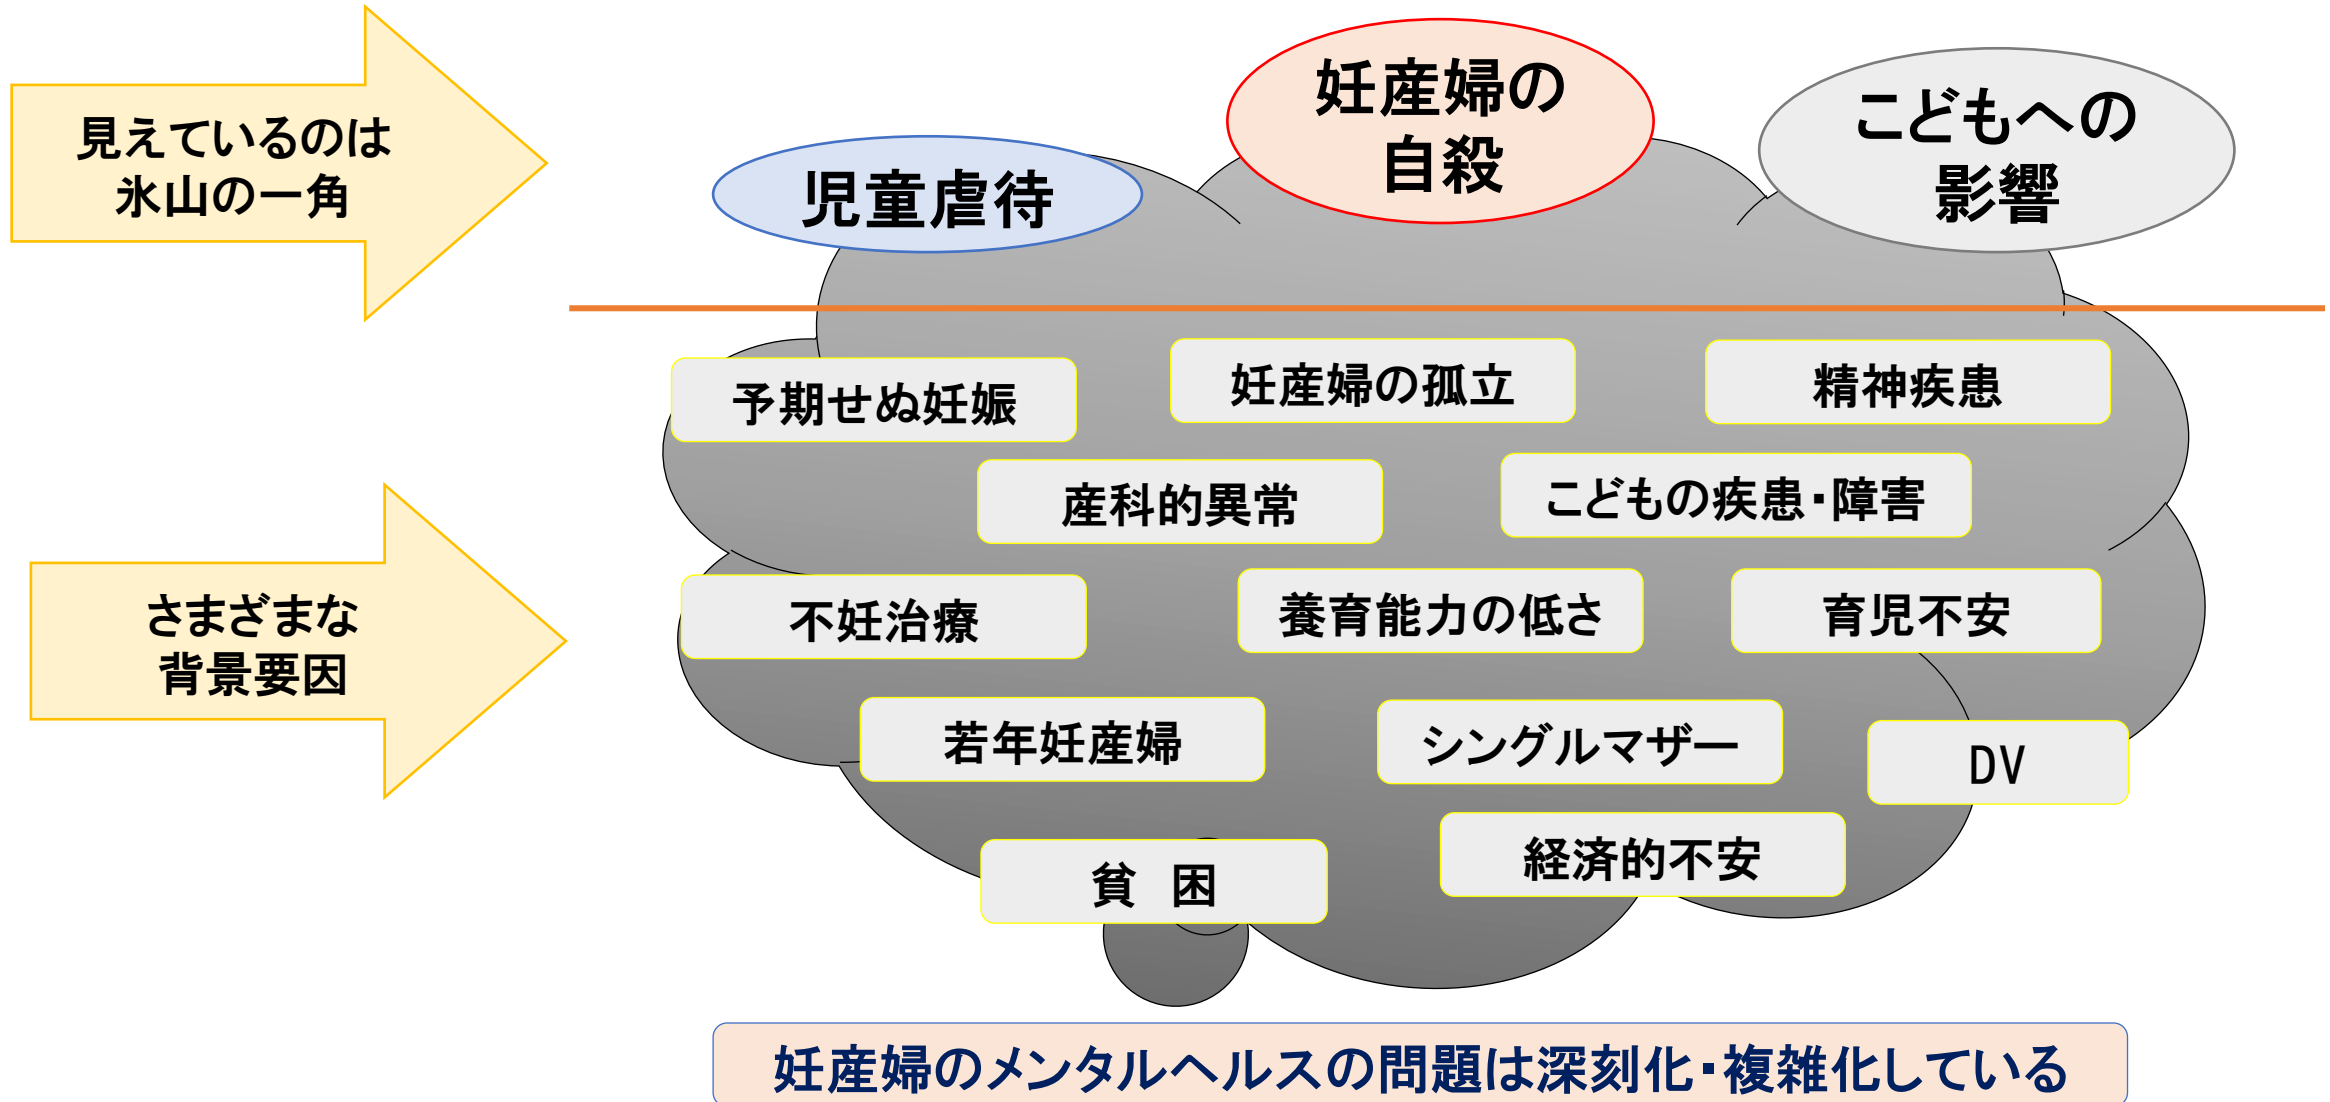 見えているのは
氷山の一角
児童虐待
妊産婦の
自殺
こどもへの
影響
予期せぬ妊娠
妊産婦の孤立
精神疾患
産科的異常
こどもの疾患・障害
さまざまな
背景要因
不妊治療
養育能力の低さ
育児不安
若年妊産婦
シングルマザー
DV
貧　困
経済的不安
妊産婦のメンタルヘルスの問題は深刻化・複雑化している